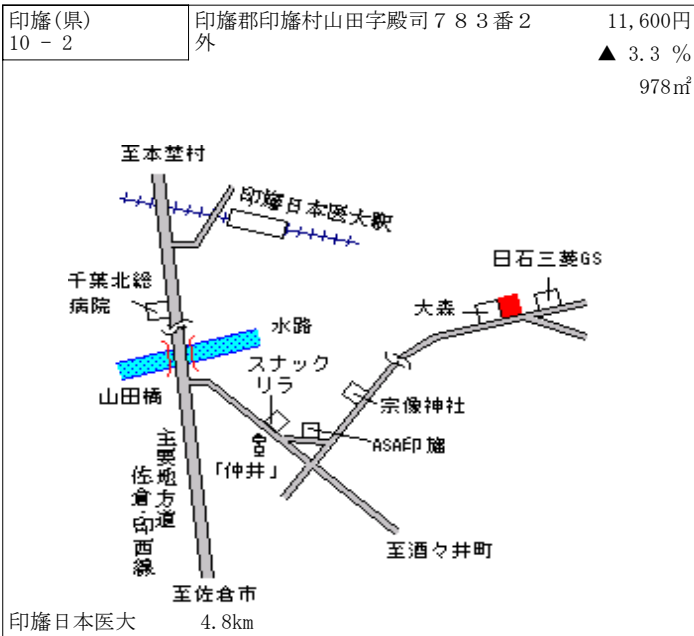 印旛(県)
10 - 2
印旛郡印旛村山田字殿司７８３番２
外
11,600円
▲ 3.3 %
978㎡
至本埜村
印旛日本医大駅
千葉北総
病院
日石三菱GS
大森
水路
スナック
リラ
山田橋
宗像神社
ASA印旛
「仲井」
主要地方道
佐倉・印西線
至酒々井町
至佐倉市
印旛日本医大 4.8km